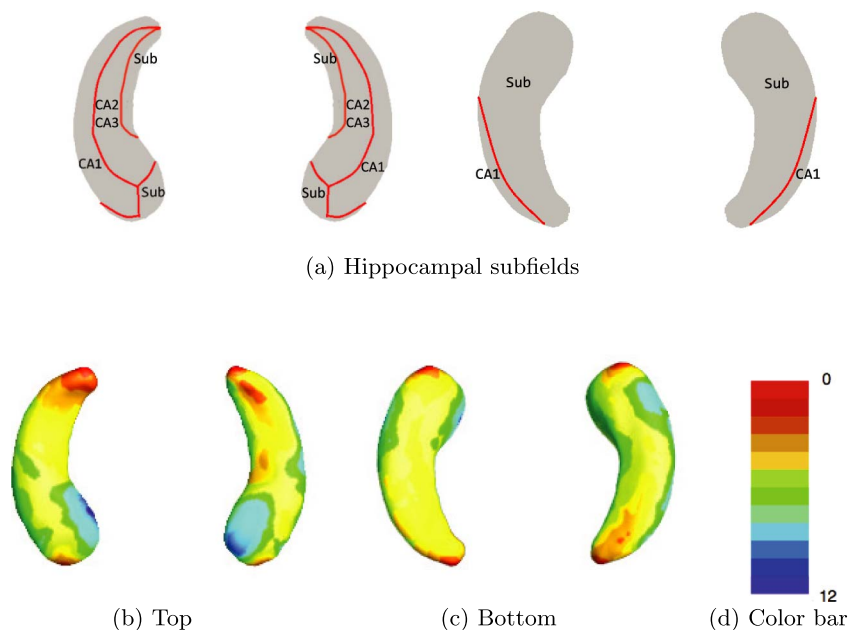 Sub Sub Sub Sub
CA2 CA2
CA3 CA3
CA1 CA1 CA1 CA1
Sub Sub
(a) Hippocampal subfields
0
12
(b) Top (c) Bottom (d) Color bar